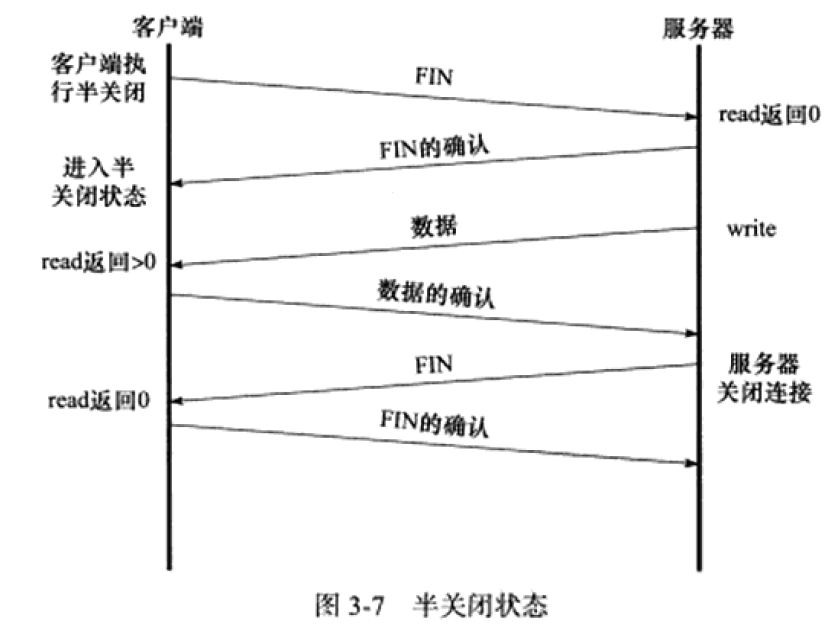 客户端
服务器
客户端执
行半关闭
FIN
read返回0
FIN的确认
进入半
关闭状态
数据
write
read返回>0
数据的确认
FIN
服务器
关闭连接
read返回0
FIN的确认
图 3-7 半关闭状态